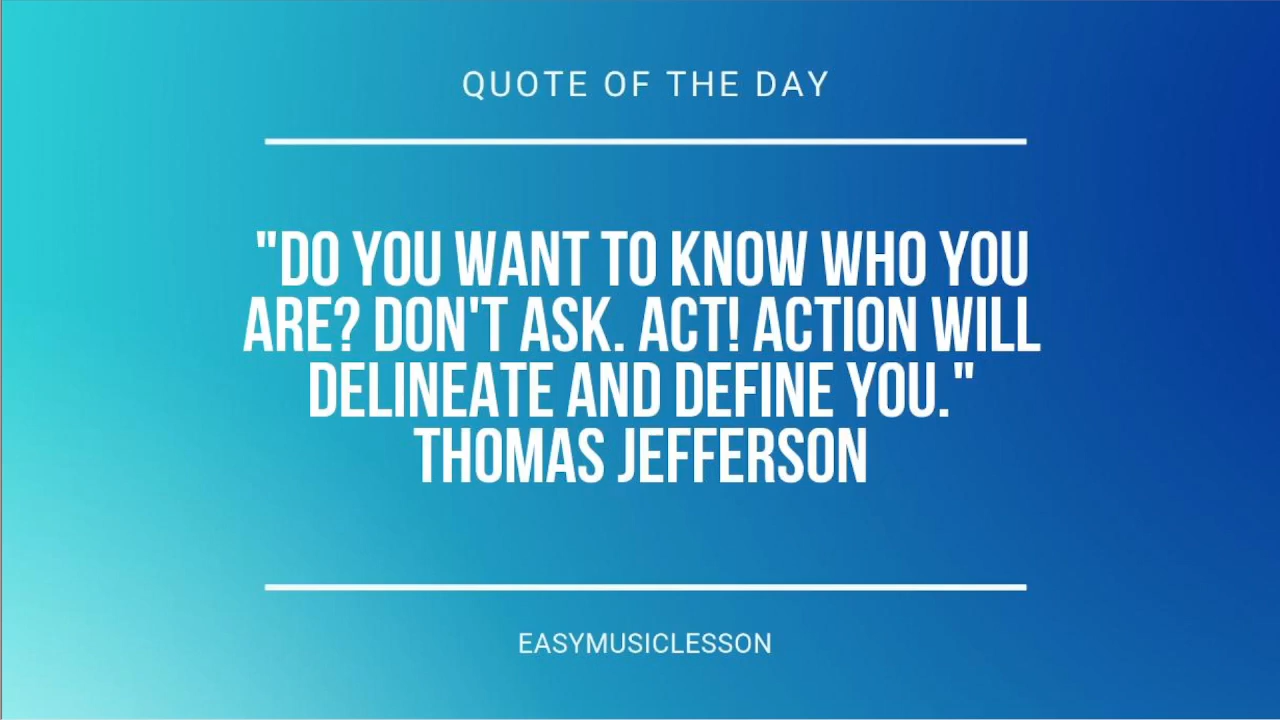 QUOTE OF THE DAY
"DO YOU WANT TO KNOW WHO YOU
ARE? DON'T ASK. ACT! ACTION WILL
DELINEATE AND DEFINE YOU."
THOMAS JEFFERSON
EASYMUSICLESSON